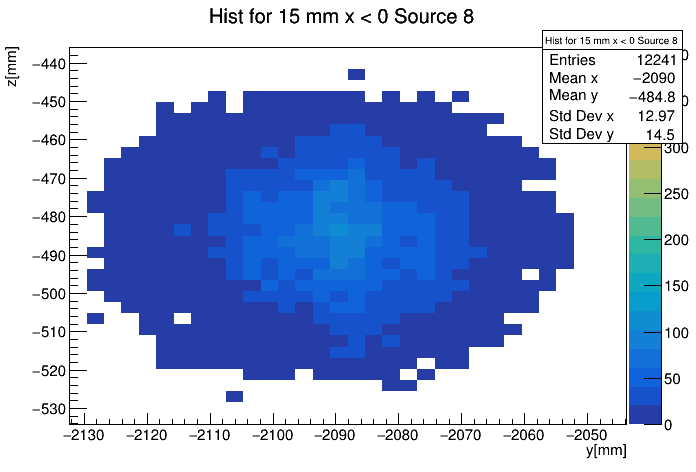 Hist for 15 mm x < 0 Source 8
z[mm]
Hist for 15 mm x < 0 Source 8
Entries 12241
Mean x −2090
Mean y −484.8
Std Dev x 12.97
Std Dev y 14.5
−440
−450
−460
−470
−480
−490
−500
−510
−520
−530
−2130 −2120 −2110 −2100 −2090 −2080 −2070 −2060 −2050
y[mm]
300
250
200
150
100
50
0